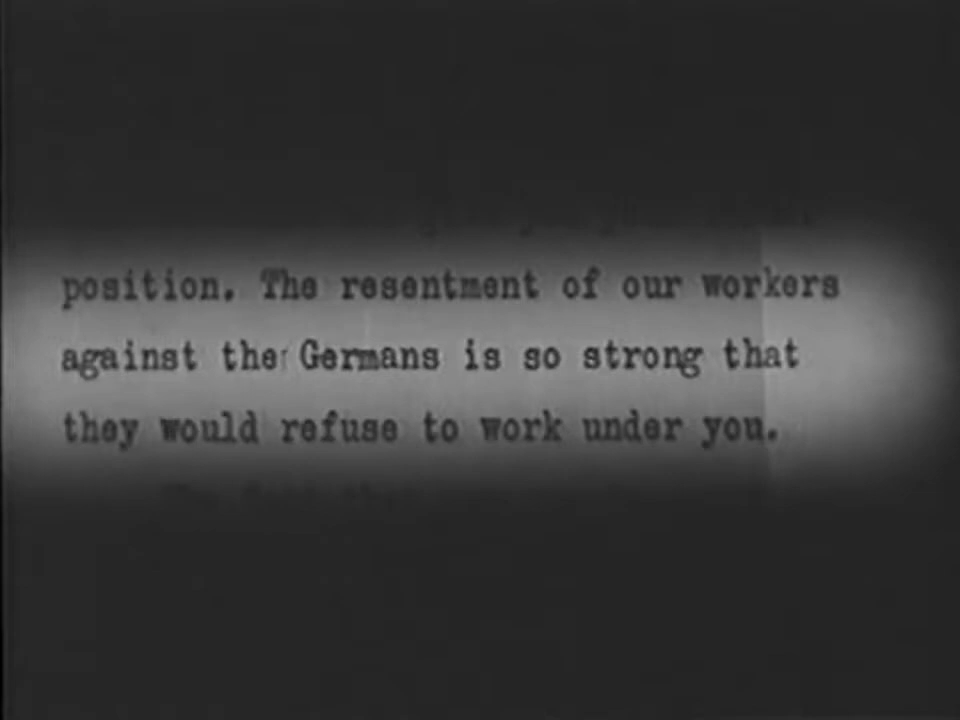 position. The resentment of our workers
against the Germans is so strong that
they would refuse to work under you.